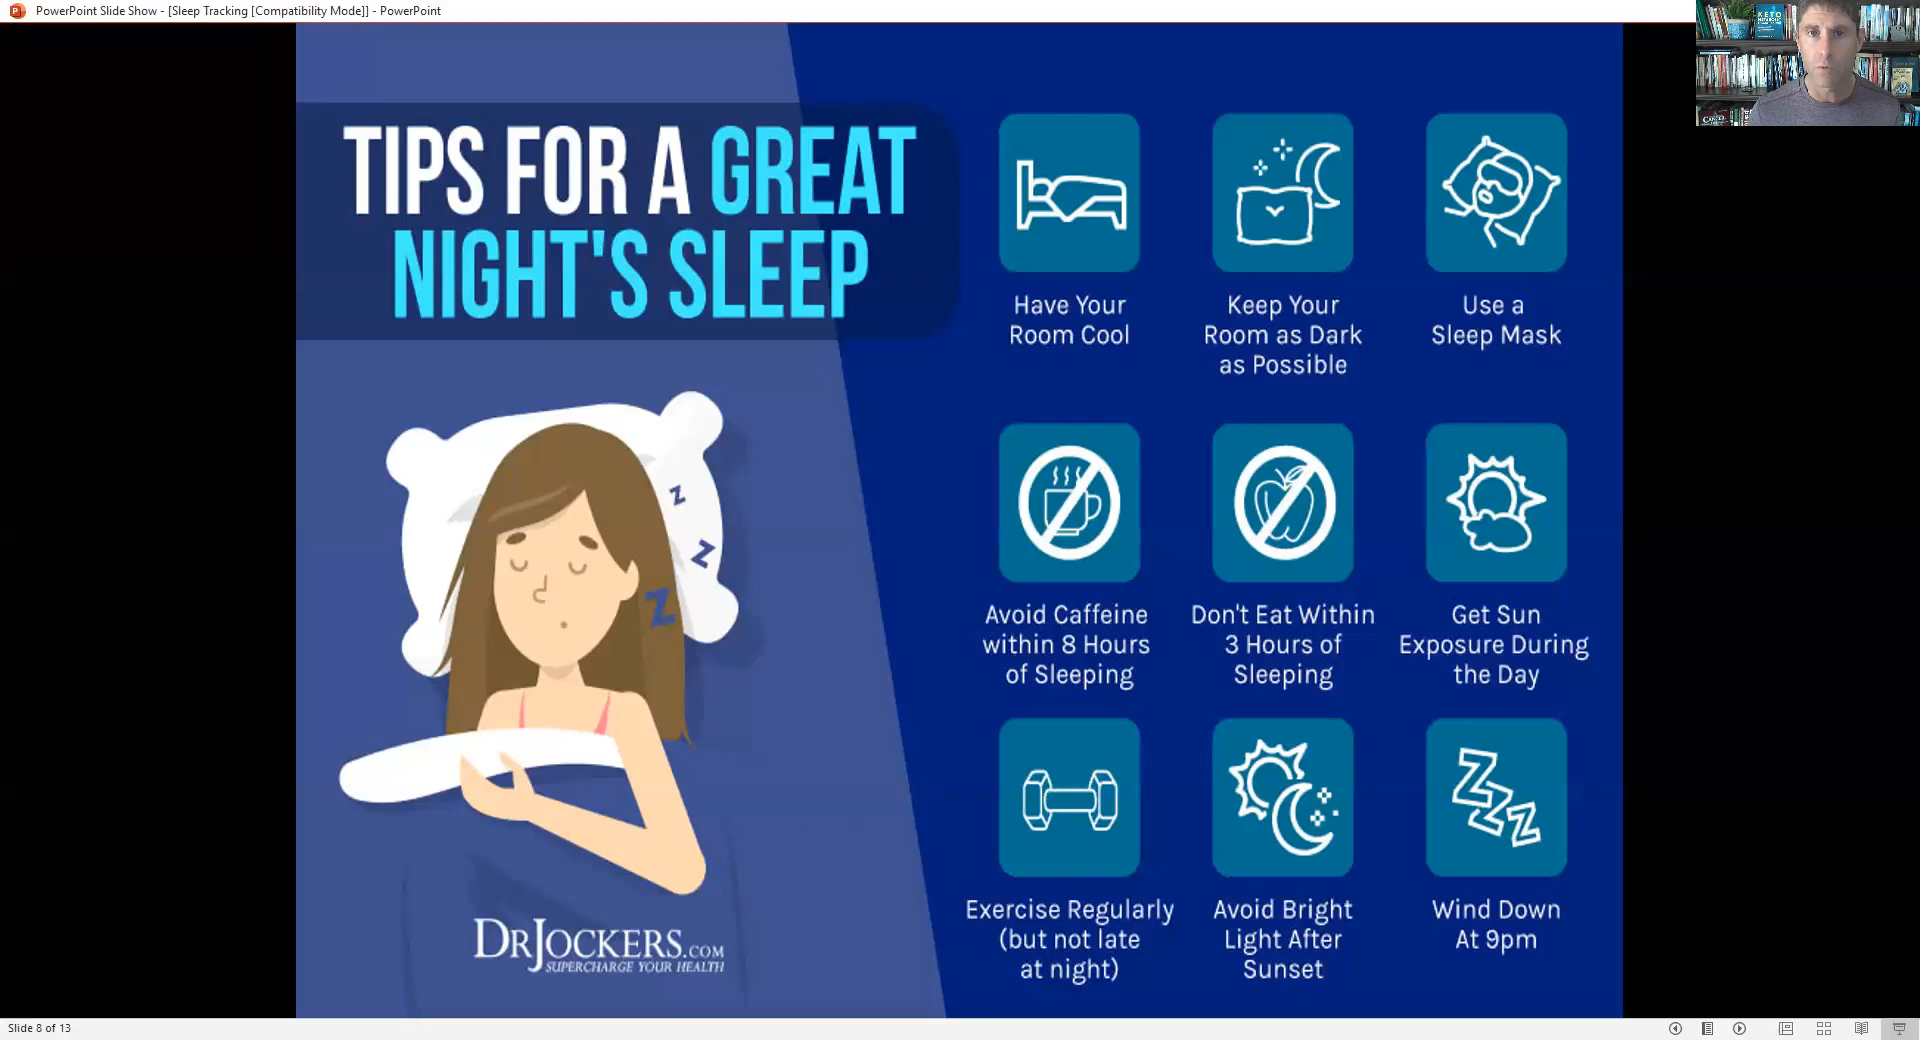 PowerPoint Slide Show - [Sleep Tracking [Compatibility Mode]] - PowerPoint
KETO
TIPS FOR A GREAT
NIGHT'S SLEEP
Have Your
Room Cool
Keep Your
Room as Dark
as Possible
Use a
Sleep Mask
Avoid Caffeine
within 8 Hours
of Sleeping
Don't Eat Within
3 Hours of
Sleeping
Get Sun
Exposure During
the Day
Exercise Regularly
(but not late
at night)
Avoid Bright
Light After
Sunset
Wind Down
At 9pm
z
z
z
DRJOCKERS.COM
SUPERCHARGE YOUR HEALTH
Slide 8 of 13